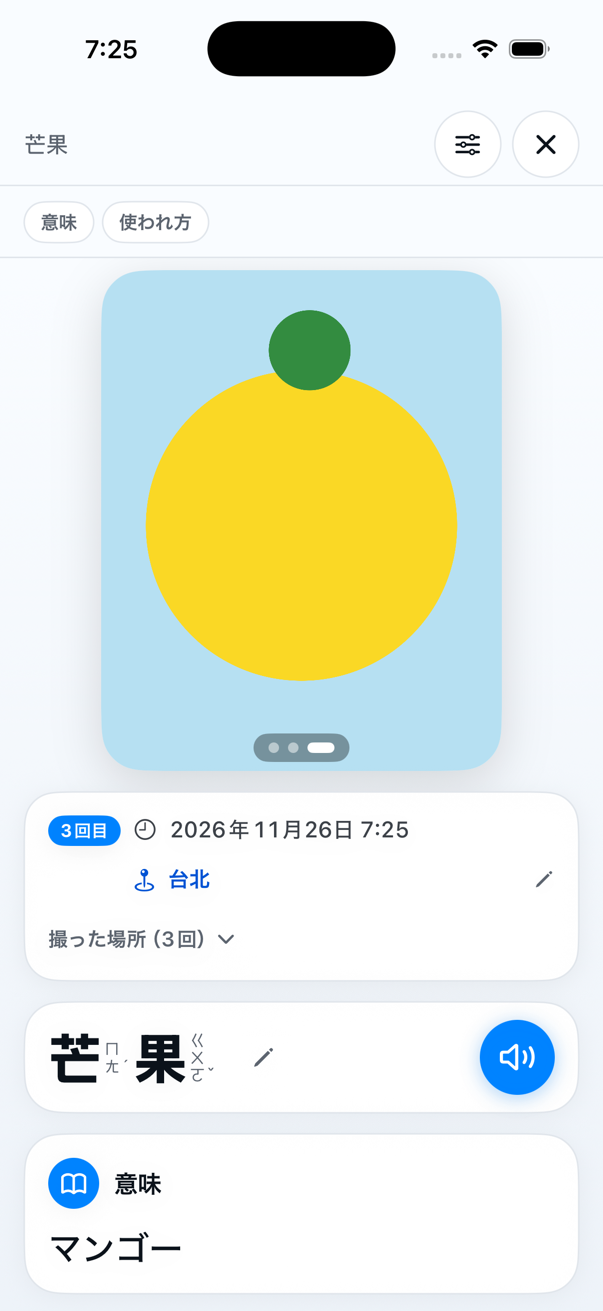 7:25
芒果
意味 使われ方
3回目 2026年11月26日 7:25
台北
撮った場所 (3回)
芒ㄇㄤˊ果ㄍㄨㄛˇ
意味
マンゴー